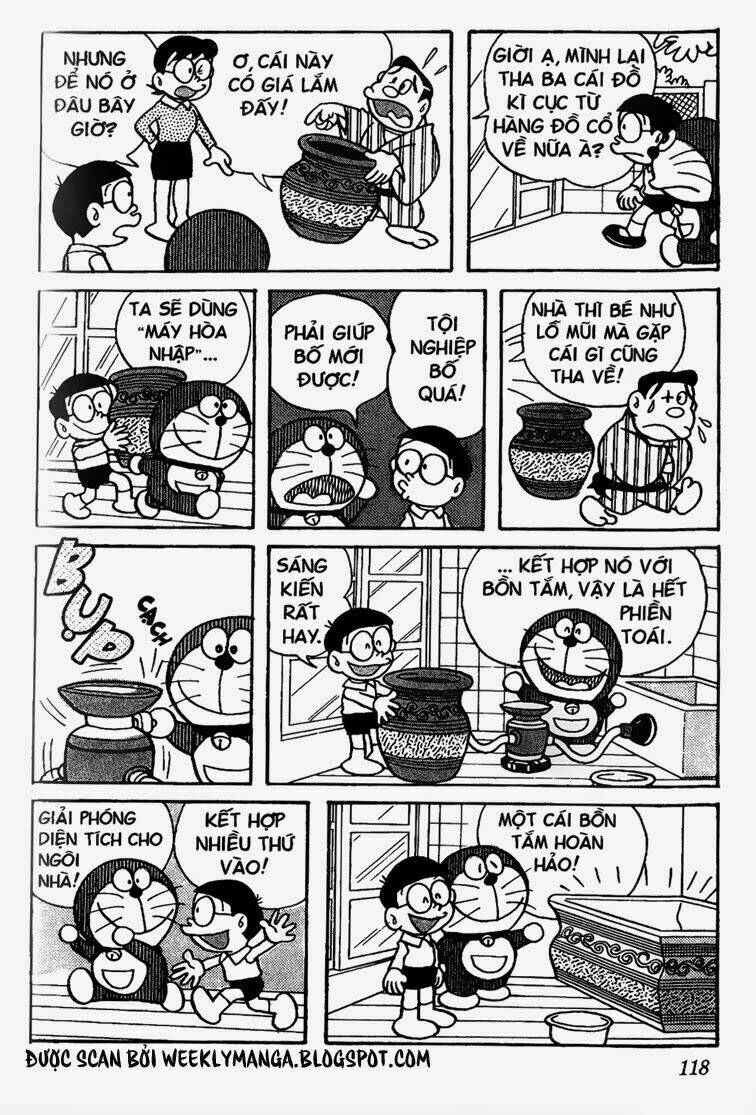 NHƯNG
ĐỂ NÓ Ở
ĐÂU BÂY
GIỜ?
Ơ, CÁI NÀY
CÓ GIÁ LẮM
ĐẤY!
GIỜI Ạ, MÌNH LẠI
THA BA CÁI ĐỒ
KÌ CỤC TỪ
HÀNG ĐỒ CỔ
VỀ NỮA À?
TA SẼ DÙNG
"MÁY HÒA
NHẬP"...
PHẢI GIÚP
BỐ MỚI
ĐƯỢC!
TỘI
NGHIỆP
BỐ
QUÁ!
NHÀ THÌ BÉ NHƯ
LỖ MŨI MÀ GẶP
CÁI GÌ CŨNG
THA VỀ!
BỤP
CẠCH
SÁNG
KIẾN
RẤT
HAY.
... KẾT HỢP NÓ VỚI
BỒN TẮM, VẬY LÀ HẾT
PHIỀN
TOÁI.
GIẢI PHÓNG
DIỆN TÍCH CHO
NGÔI
NHÀ!
KẾT HỢP
NHIỀU THỨ
VÀO!
MỘT CÁI BỒN
TẮM HOÀN
HẢO!
ĐƯỢC SCAN BỞI WEEKLYMANGA.BLOGSPOT.COM
118